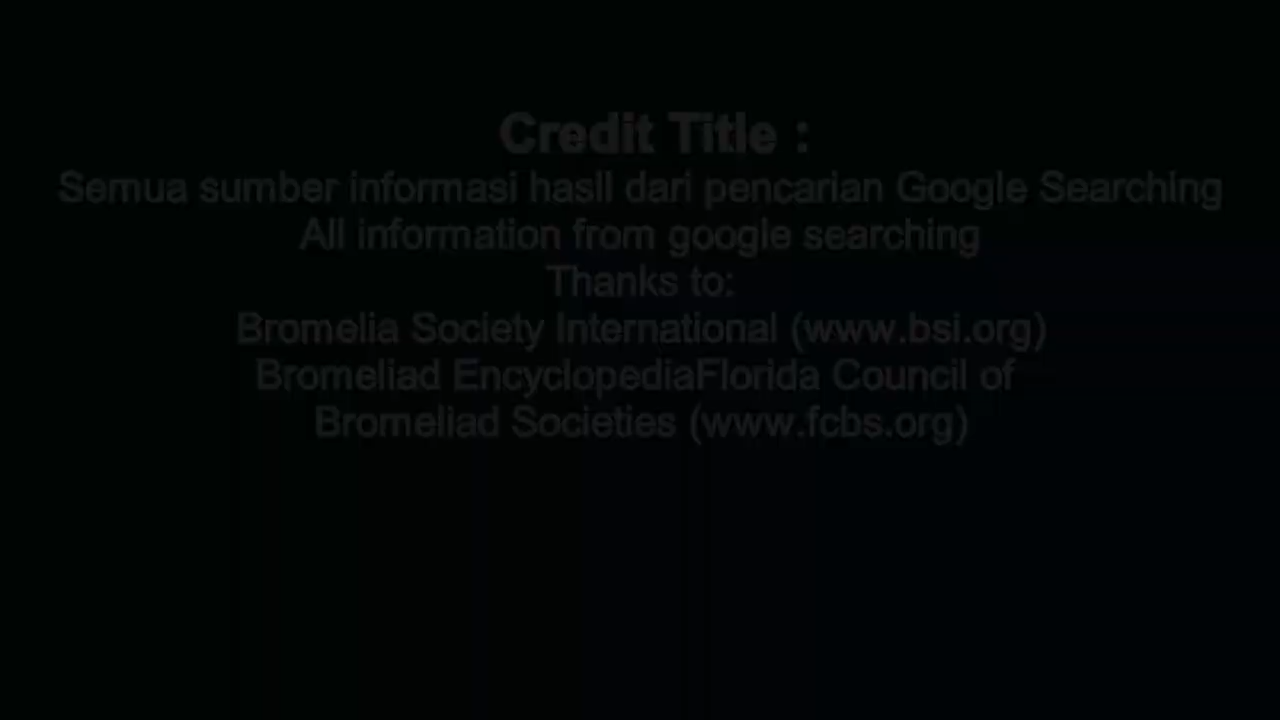 Credit Title :
Semua sumber informasi hasil dari pencarian Google Searching
All information from google searching
Thanks to:
Bromelia Society International (www.bsi.org)
Bromeliad EncyclopediaFlorida Council of
Bromeliad Societies (www.fcbs.org)